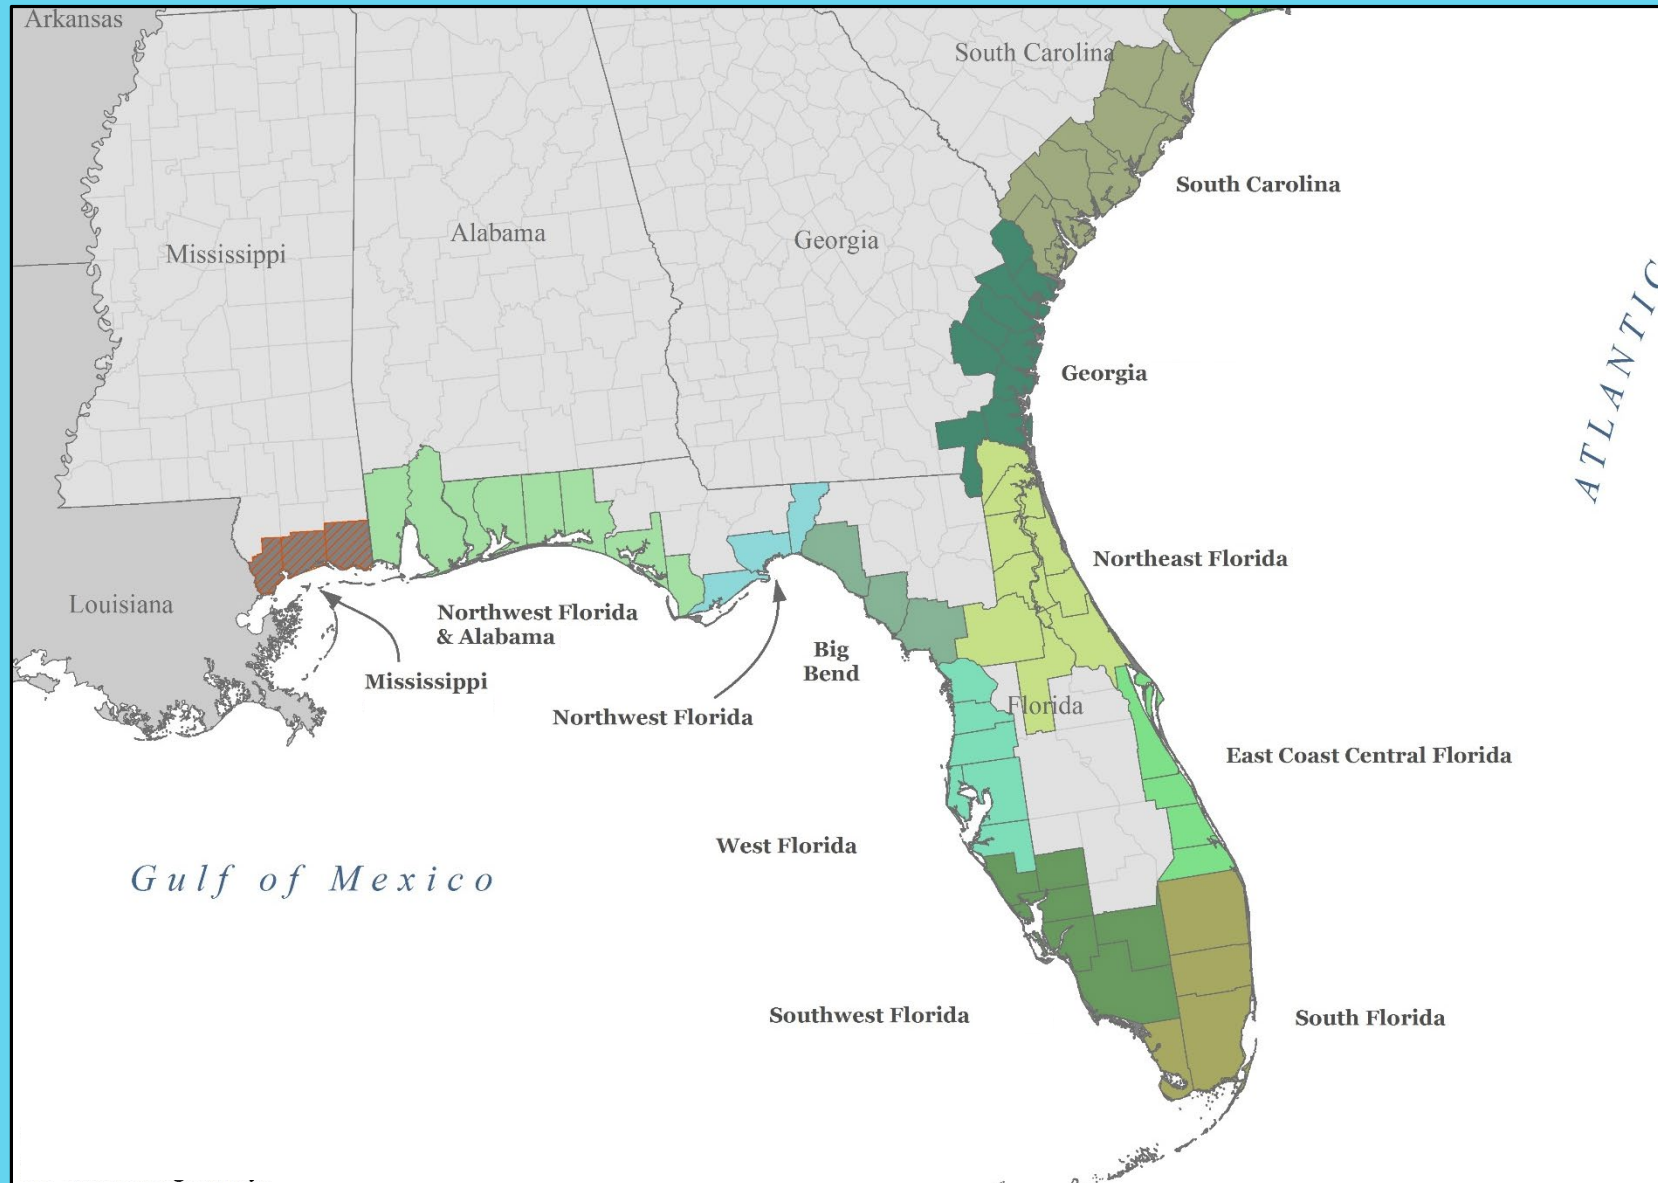 Arkansas
South Carolina
South Carolina
Mississippi
Alabama
Georgia
ATLANTIC
Georgia
Northeast Florida
Louisiana
Northwest Florida
& Alabama
Mississippi
Big
Bend
Northwest Florida
Florida
East Coast Central Florida
West Florida
Gulf of Mexico
Southwest Florida
South Florida